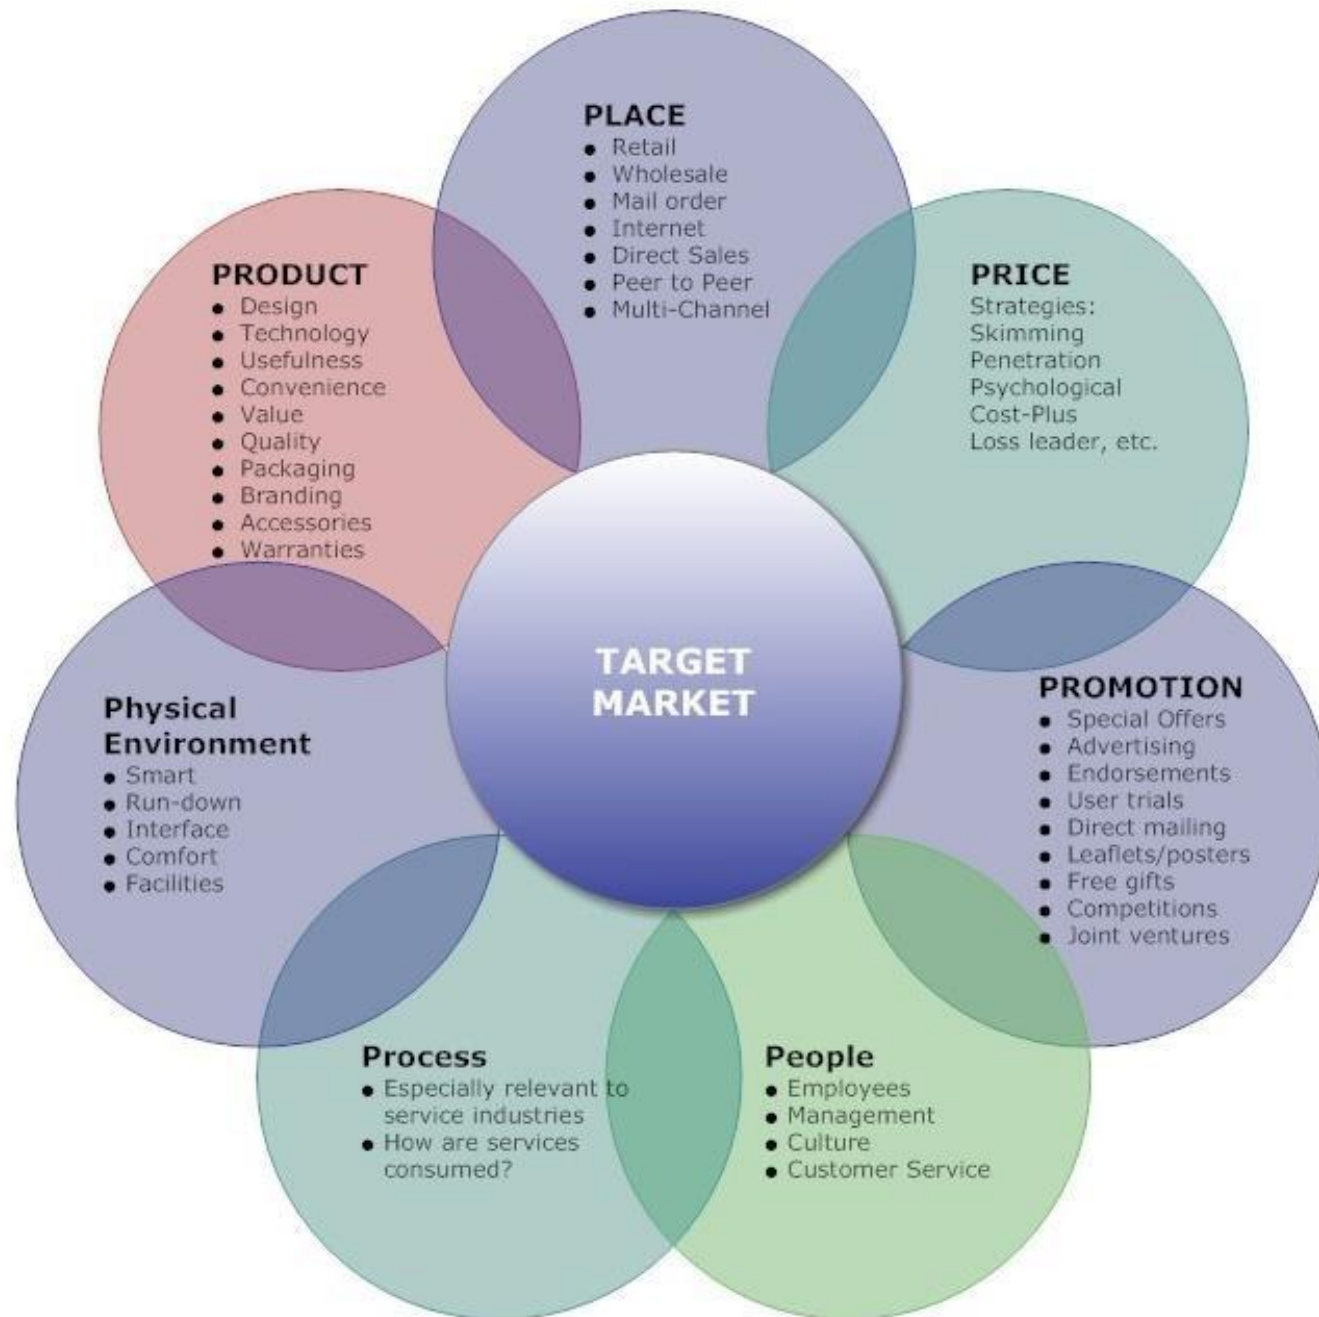 PLACE
• Retail
• Wholesale
• Mail order
• Internet
• Direct Sales
• Peer to Peer
• Multi-Channel
PRODUCT
• Design
• Technology
• Usefulness
• Convenience
• Value
• Quality
• Packaging
• Branding
• Accessories
• Warranties
PRICE
Strategies:
Skimming
Penetration
Psychological
Cost-Plus
Loss leader, etc.
TARGET
MARKET
Physical
Environment
• Smart
• Run-down
• Interface
• Comfort
• Facilities
PROMOTION
• Special Offers
• Advertising
• Endorsements
• User trials
• Direct mailing
• Leaflets/posters
• Free gifts
• Competitions
• Joint ventures
Process
• Especially relevant to
service industries
• How are services
consumed?
People
• Employees
• Management
• Culture
• Customer Service